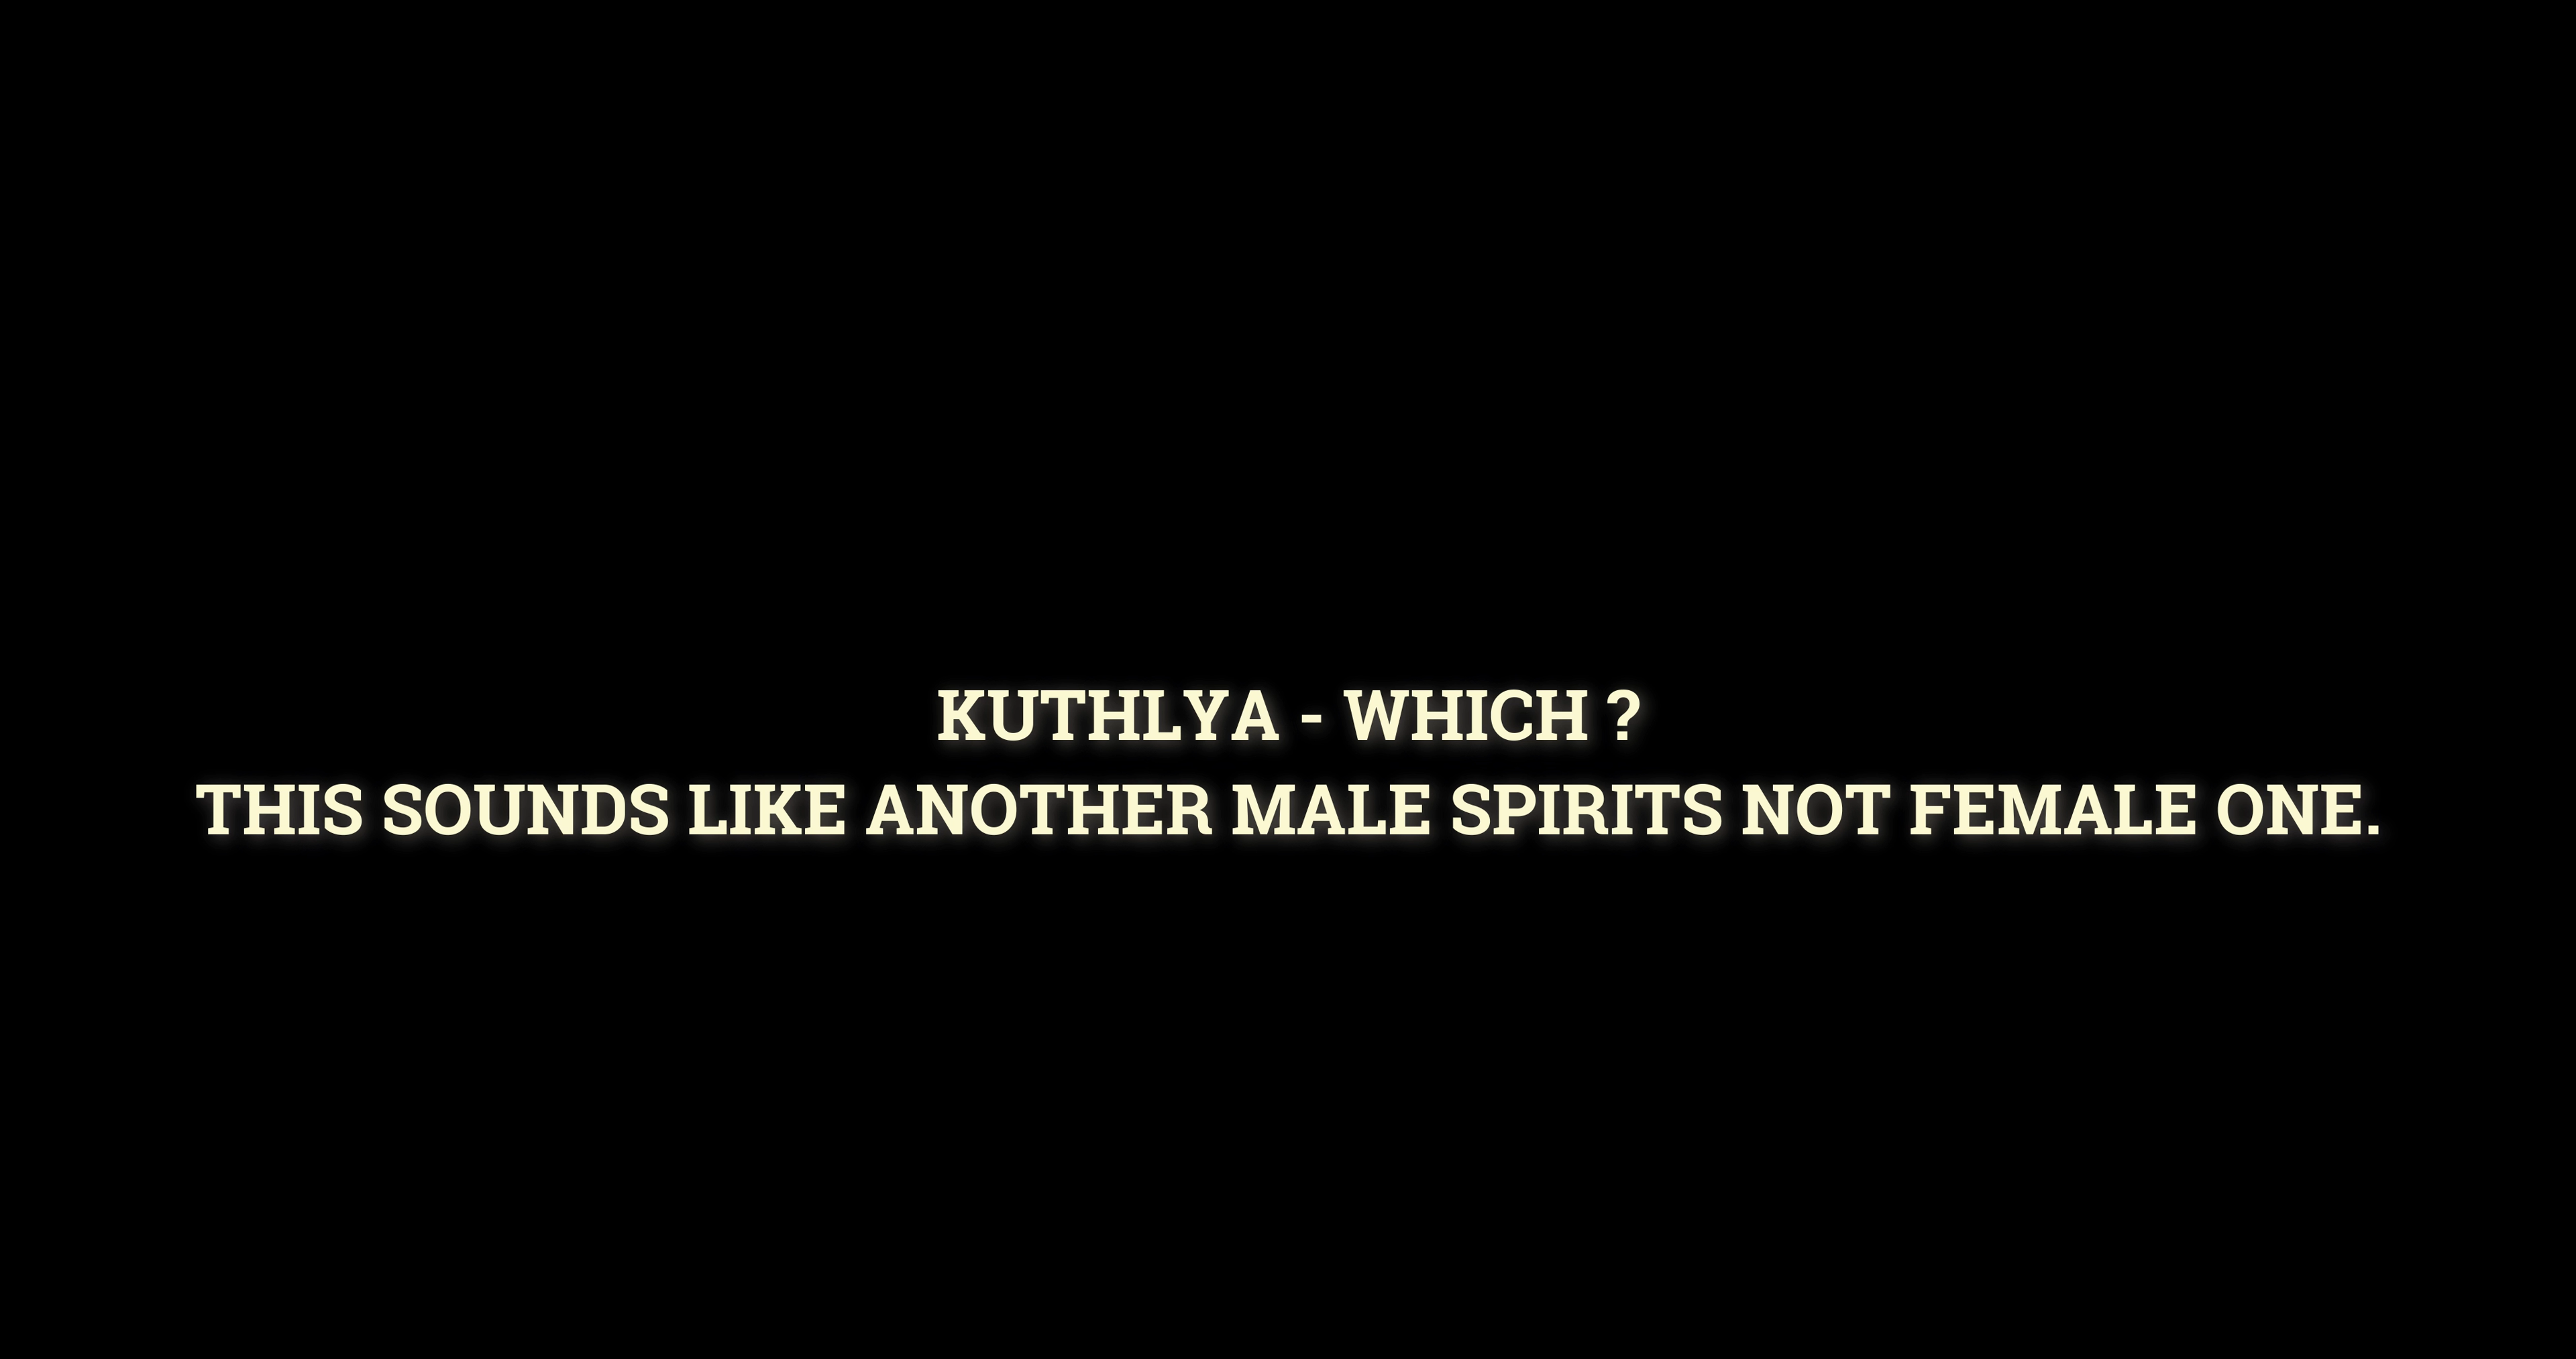 KUTHLYA - WHICH ?
THIS SOUNDS LIKE ANOTHER MALE SPIRITS NOT FEMALE ONE.